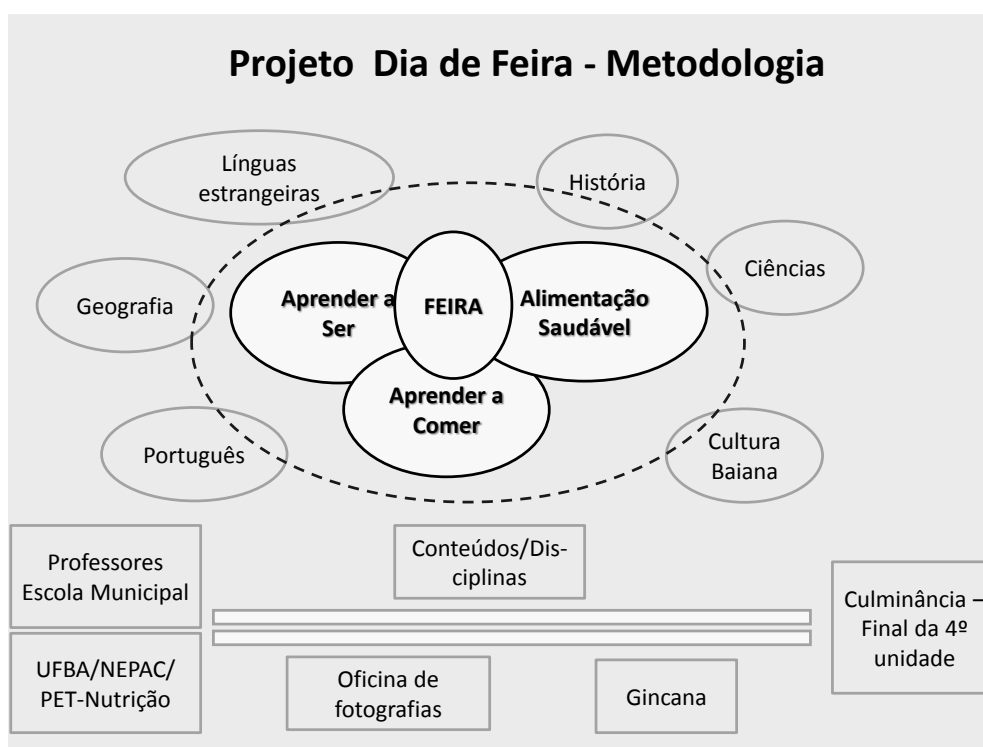 Projeto Dia de Feira - Metodologia
Línguas
estrangeiras
História
Ciências
Geografia
Aprender a
Ser
FEIRA
Alimentação
Saudável
Aprender a
Comer
Português
Cultura
Baiana
Professores
Escola Municipal
Conteúdos/Dis-
ciplinas
Culminância –
Final da 4º
unidade
UFBA/NEPAC/
PET-Nutrição
Oficina de
fotografias
Gincana